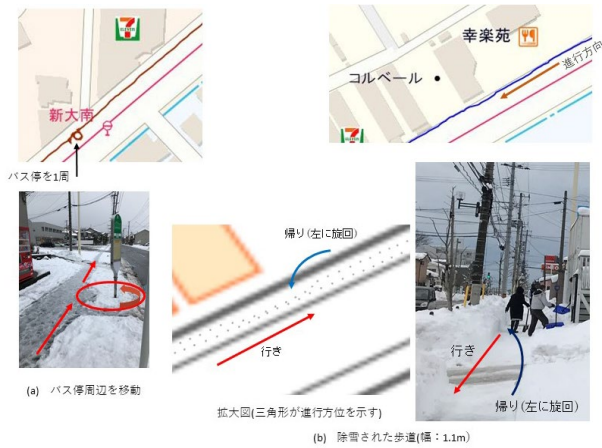 新大南
バス停を1周
(a) バス停周辺を移動
幸楽苑
コルベール
進行方向
帰り(左に旋回)
行き
拡大図(三角形が進行方位を示す)
行き
帰り(左に旋回)
(b) 除雪された歩道(幅：1.1m)